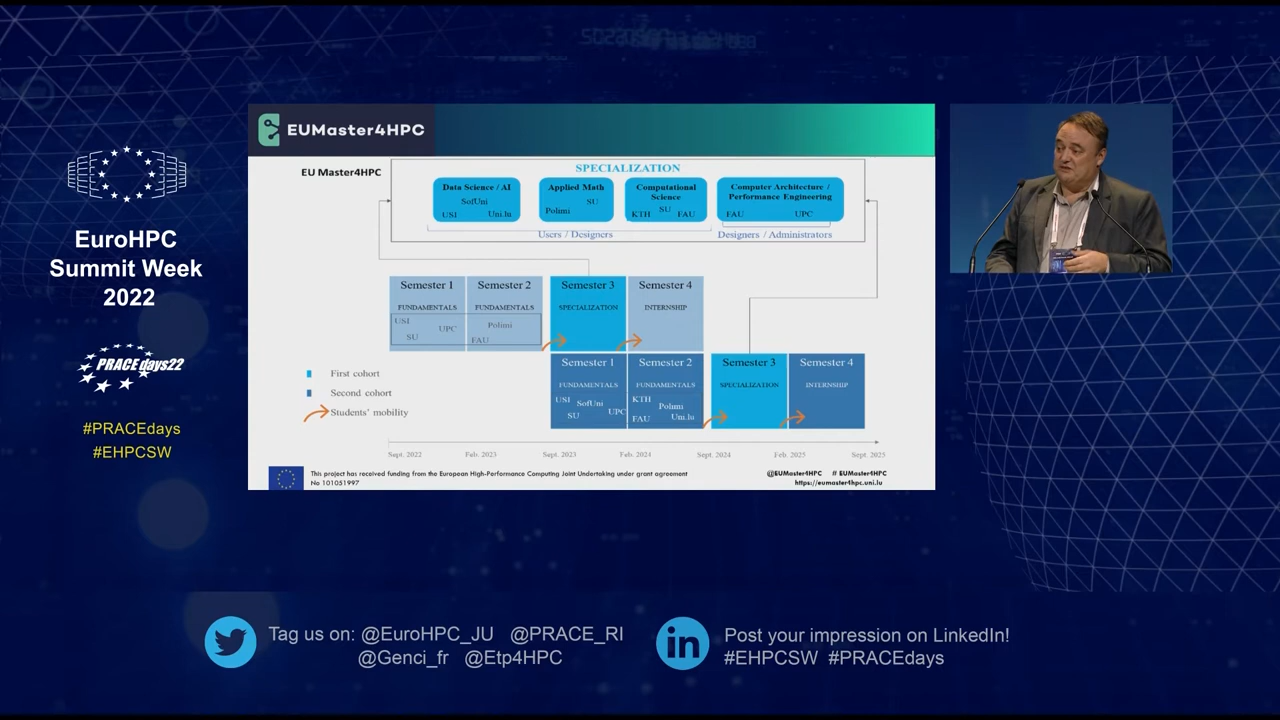 EuroHPC
Summit Week
2022
PRACEdays22
#PRACEdays
#EHPCSW
EUMaster4HPC
EU Master4HPC
SPECIALIZATION
Data Science / AI
SofUni
USI Uni.lu
Applied Math
SU
Polimi
Computational
Science
SU
KTH FAU
Computer Architecture /
Performance Engineering
FAU UPC
Users / Designers
Designers / Administrators
Semester 1
FUNDAMENTALS
USI
UPC
SU
Semester 2
FUNDAMENTALS
Polimi
FAU
Semester 3
SPECIALIZATION
Semester 4
INTERNSHIP
Semester 1
FUNDAMENTALS
USI SofUni
SU UPC
Semester 2
FUNDAMENTALS
KTH Polimi
FAU Uni.lu
Semester 3
SPECIALIZATION
Semester 4
INTERNSHIP
First cohort
Second cohort
Students' mobility
Sept. 2022 Feb. 2023 Sept. 2023 Feb. 2024 Sept. 2024 Feb. 2025 Sept. 2025
This project has received funding from the European High-Performance Computing Joint Undertaking under grant agreement
No 101051997
@EUMaster4HPC # EUMaster4HPC
https://eumaster4hpc.uni.lu
Tag us on: @EuroHPC_JU @PRACE_RI
@Genci_fr @Etp4HPC
in
Post your impression on LinkedIn!
#EHPCSW #PRACEdays